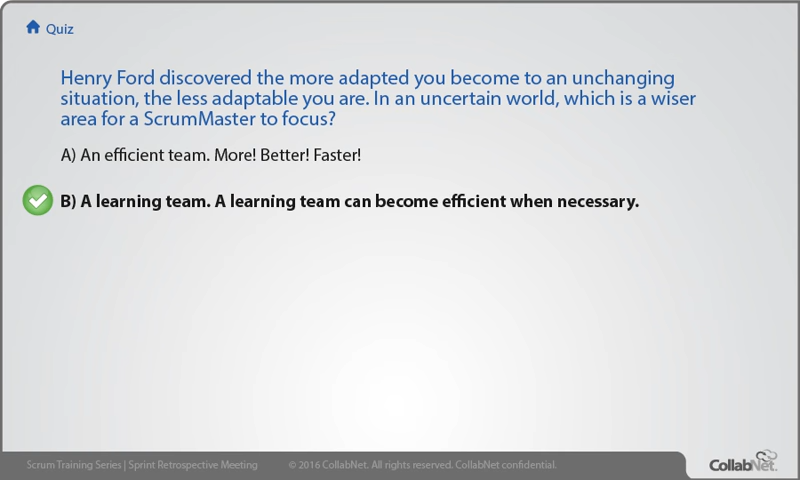 Quiz
Henry Ford discovered the more adapted you become to an unchanging
situation, the less adaptable you are. In an uncertain world, which is a wiser
area for a ScrumMaster to focus?
A) An efficient team. More! Better! Faster!
B) A learning team. A learning team can become efficient when necessary.
Scrum Training Series | Sprint Retrospective Meeting © 2016 CollabNet. All rights reserved. CollabNet confidential.
CollabNet.